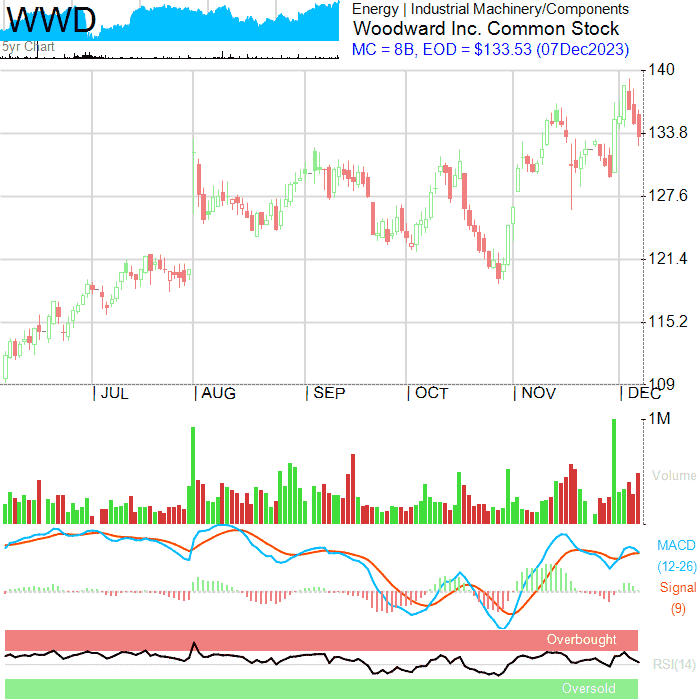 WWD
5yr Chart
Energy | Industrial Machinery/Components
Woodward Inc. Common Stock
MC = 8B, EOD = $133.53 (07Dec2023)
140
133.8
127.6
121.4
115.2
109
| JUL | AUG | SEP | OCT | NOV | DEC
1M
Volume
MACD
(12-26)
Signal
(9)
Overbought
RSI(14)
Oversold